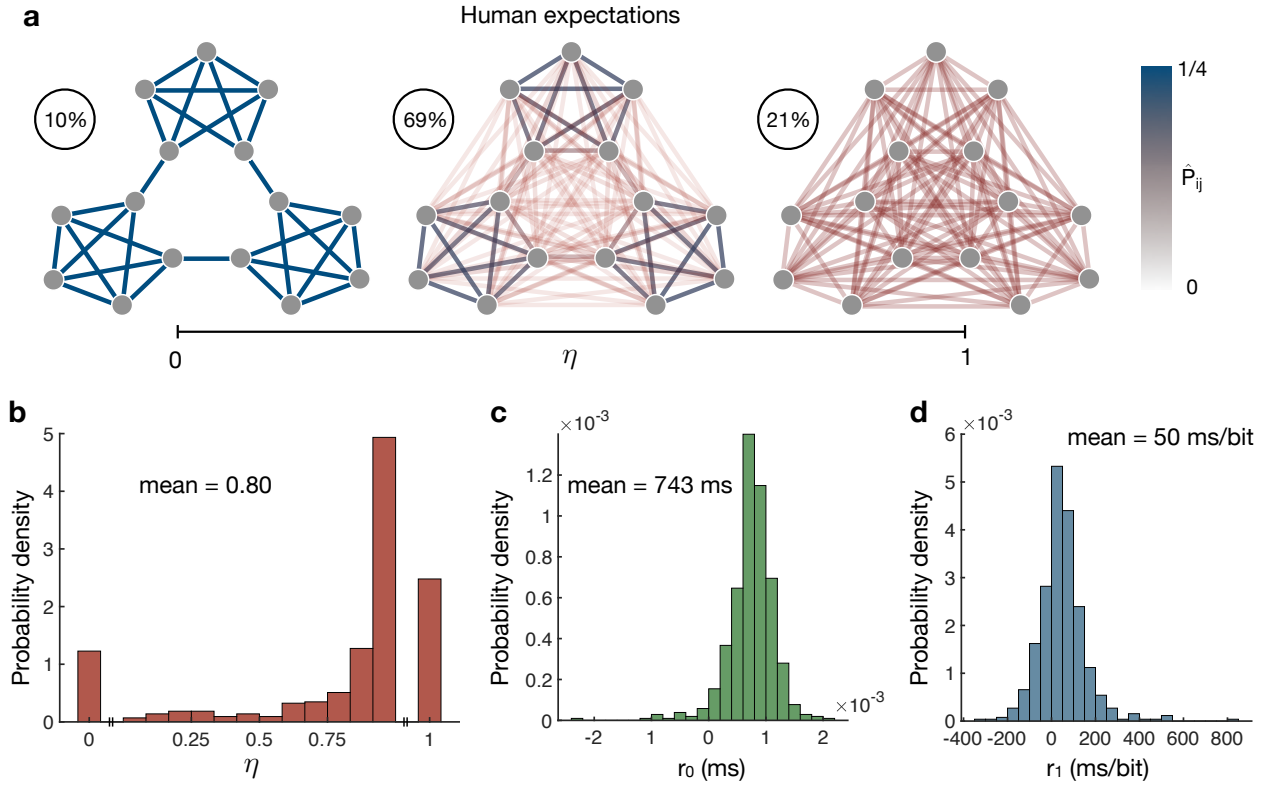 a
Human expectations
10%
69%
21%
1/4
P̂ij
0
0
η
1
b
Probability density
5
4
3
2
1
0
mean = 0.80
0
0.25
0.5
0.75
1
η
c
×10-3
Probability density
1.2
1
0.8
0.6
0.4
0.2
0
mean = 743 ms
×10-3
-2
1
0
1
2
r0 (ms)
d
×10-3
Probability density
6
5
4
3
2
1
0
mean = 50 ms/bit
-400 -200 0 200 400 600 800
r1 (ms/bit)